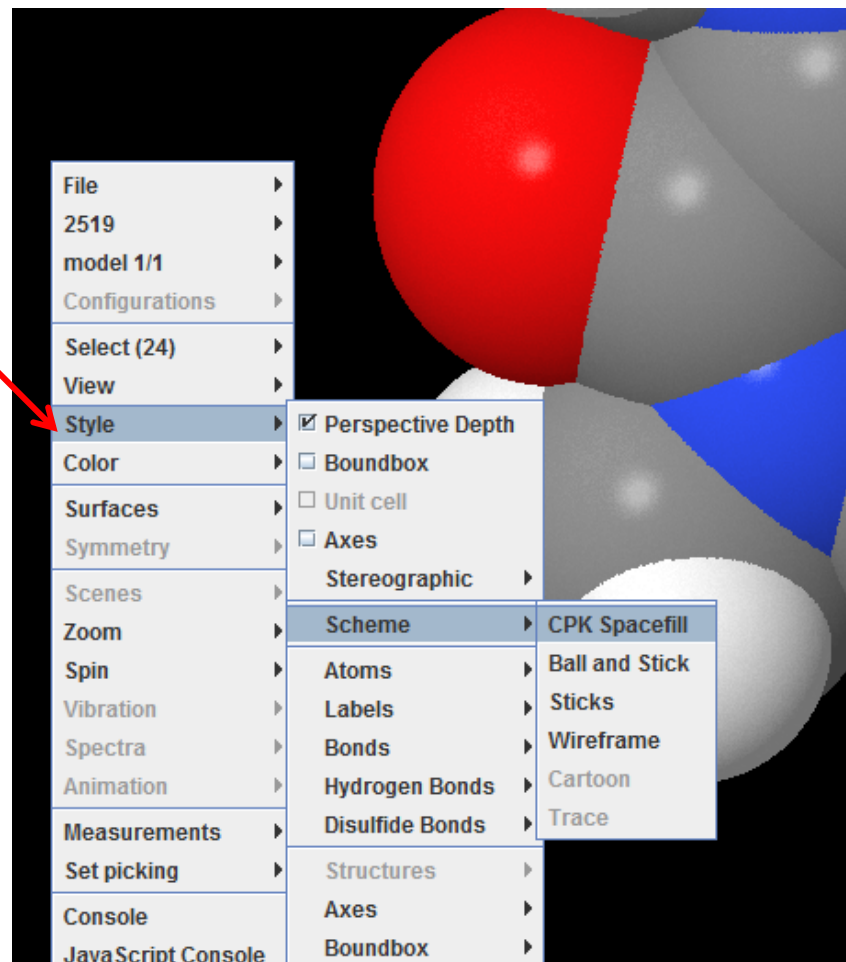 File
2519
model 1/1
Configurations
Select (24)
View
Style
Color
Surfaces
Symmetry
Scenes
Zoom
Spin
Vibration
Spectra
Animation
Measurements
Set picking
Console
JavaScript Console
Perspective Depth
Boundbox
Unit cell
Axes
Stereographic
Scheme
Atoms
Labels
Bonds
Hydrogen Bonds
Disulfide Bonds
Structures
Axes
Boundbox
CPK Spacefill
Ball and Stick
Sticks
Wireframe
Cartoon
Trace